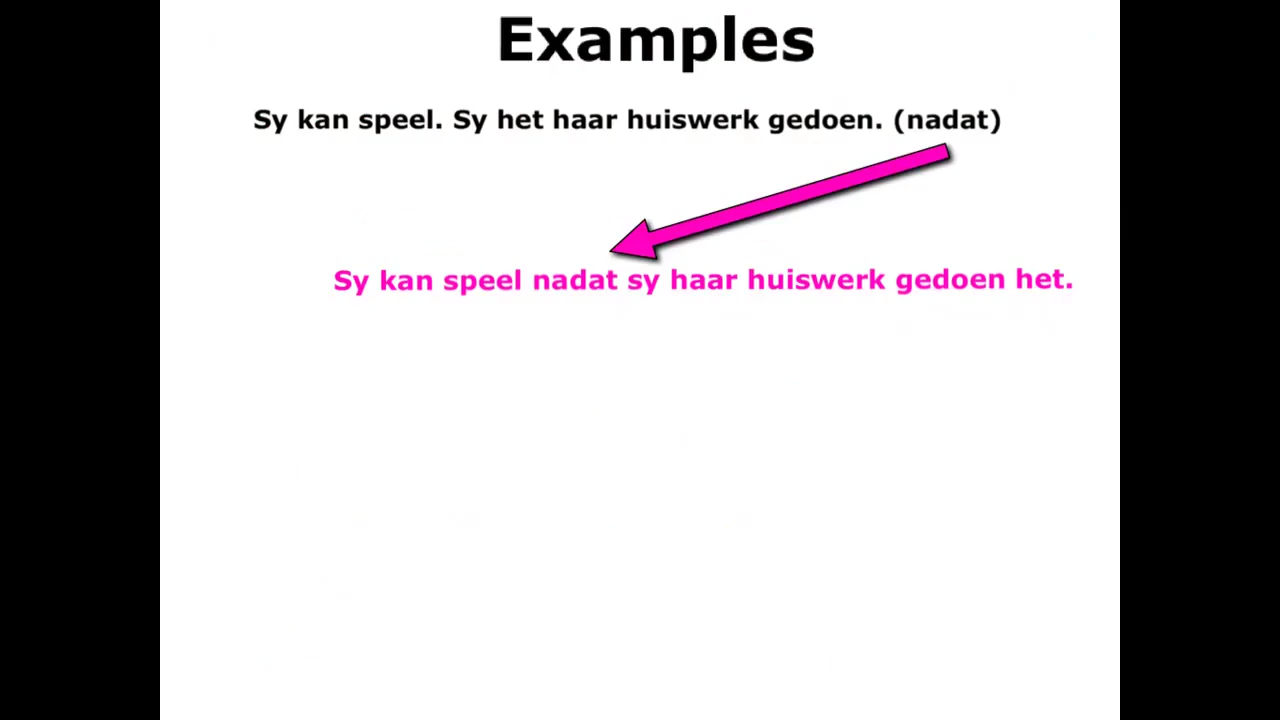 Examples
Sy kan speel. Sy het haar huiswerk gedoen. (nadat)
Sy kan speel nadat sy haar huiswerk gedoen het.